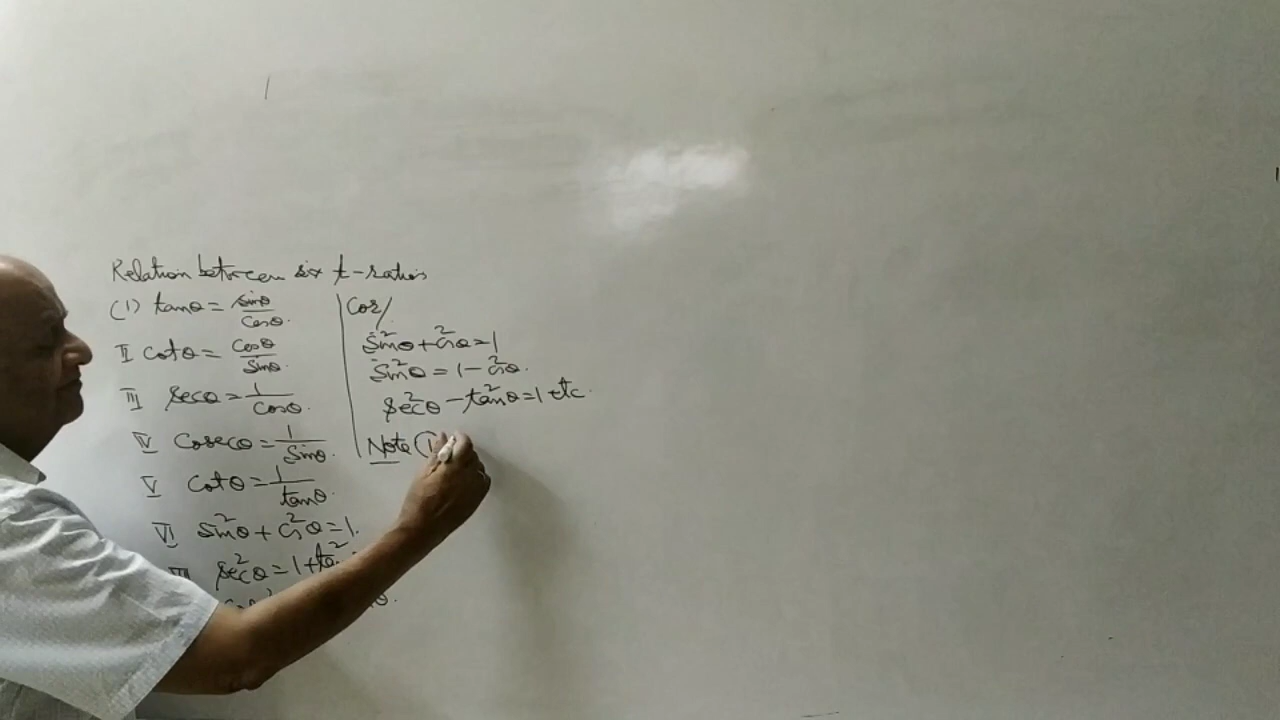 Relation between six t-ratios
(1) tanθ = sinθ/cosθ.
II cotθ = cosθ/sinθ.
III secθ = 1/cosθ.
IV cosecθ = 1/sinθ.
V cotθ = 1/tanθ.
VI sin²θ + cos²θ = 1.
sec²θ = 1 + ta
θ.
Cor/
sin²θ + cos²θ = 1
sin²θ = 1 - cos²θ.
sec²θ - tan²θ = 1 etc.
Note (1